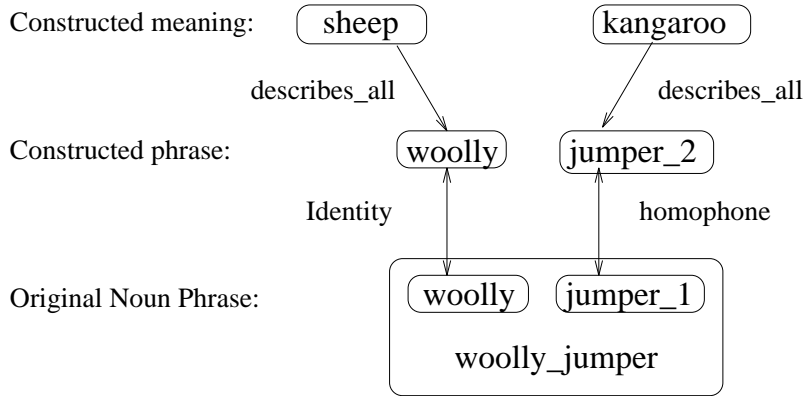 Constructed meaning: sheep kangaroo
describes_all describes_all
Constructed phrase: woolly jumper_2
Identity homophone
Original Noun Phrase: woolly jumper_1
woolly_jumper